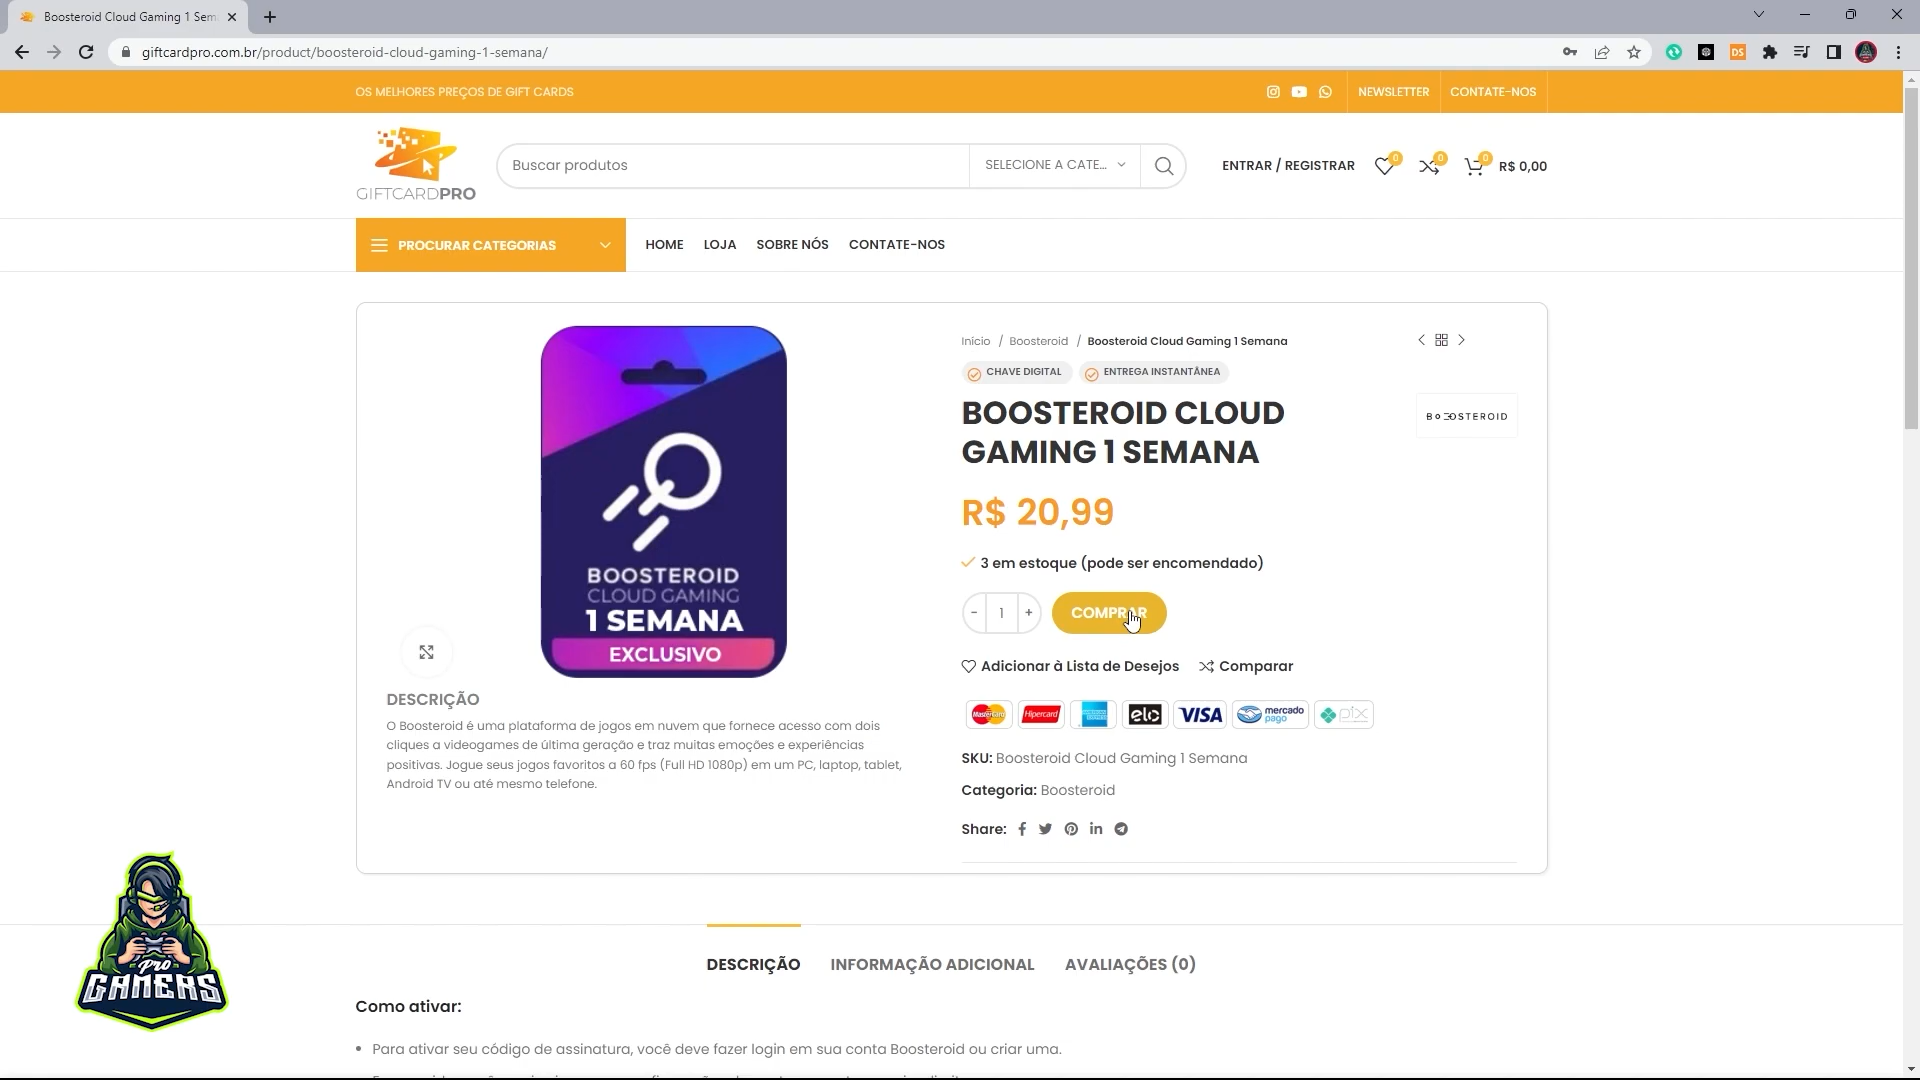 Boosteroid Cloud Gaming 1 Sem
giftcardpro.com.br/product/boosteroid-cloud-gaming-1-semana/
DS
OS MELHORES PREÇOS DE GIFT CARDS
NEWSLETTER
CONTATE-NOS
GIFTCARDPRO
Buscar produtos
SELECIONE A CATE...
ENTRAR / REGISTRAR
0
0
0
R$ 0,00
PROCURAR CATEGORIAS
HOME
LOJA
SOBRE NÓS
CONTATE-NOS
BOOSTEROID
CLOUD GAMING
1 SEMANA
EXCLUSIVO
Início / Boosteroid / Boosteroid Cloud Gaming 1 Semana
CHAVE DIGITAL
ENTREGA INSTANTÂNEA
BOOSTEROID CLOUD
GAMING 1 SEMANA
BOOSTEROID
R$ 20,99
3 em estoque (pode ser encomendado)
- 1 +
COMPRAR
Adicionar à Lista de Desejos
Comparar
MasterCard
Hipercard
elo
VISA
mercado
pago
pix
SKU: Boosteroid Cloud Gaming 1 Semana
Categoria: Boosteroid
Share:
DESCRIÇÃO
O Boosteroid é uma plataforma de jogos em nuvem que fornece acesso com dois
cliques a videogames de última geração e traz muitas emoções e experiências
positivas. Jogue seus jogos favoritos a 60 fps (Full HD 1080p) em um PC, laptop, tablet,
Android TV ou até mesmo telefone.
PRO
GAMERS
DESCRIÇÃO
INFORMAÇÃO ADICIONAL
AVALIAÇÕES (0)
Como ativar:
Para ativar seu código de assinatura, você deve fazer login em sua conta Boosteroid ou criar uma.